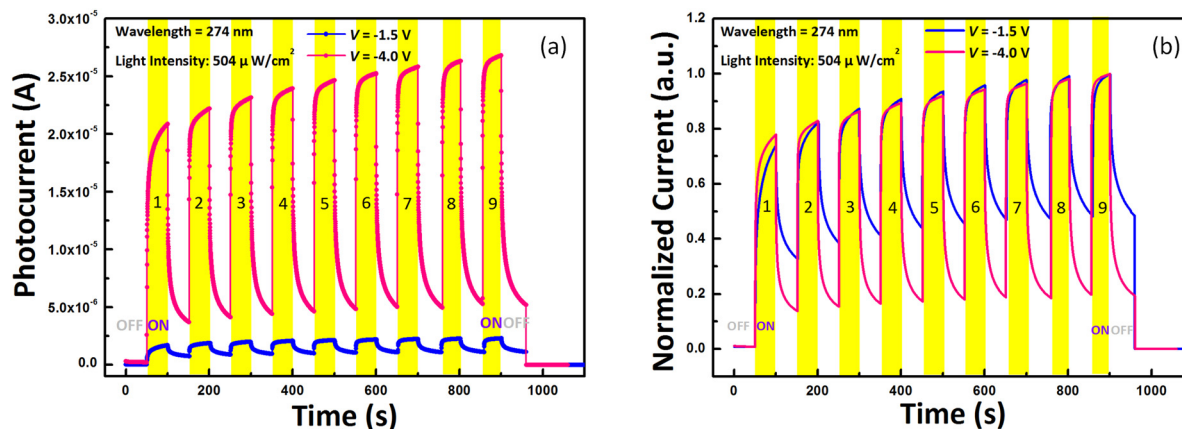 3.0x10-5
2.5x10-5
2.0x10-5
1.5x10-5
1.0x10-5
5.0x10-6
0.0
Photocurrent (A)
Wavelength = 274 nm
Light Intensity: 504 μ W/cm2
V = -1.5 V
V = -4.0 V
(a)
1 2 3 4 5 6 7 8 9
OFF ON ON OFF
0 200 400 600 800 1000
Time (s)
1.2
1.0
0.8
0.6
0.4
0.2
0.0
Normalized Current (a.u.)
Wavelength = 274 nm
Light Intensity: 504 μ W/cm2
V = -1.5 V
V = -4.0 V
(b)
1 2 3 4 5 6 7 8 9
OFF ON ON OFF
0 200 400 600 800 1000
Time (s)